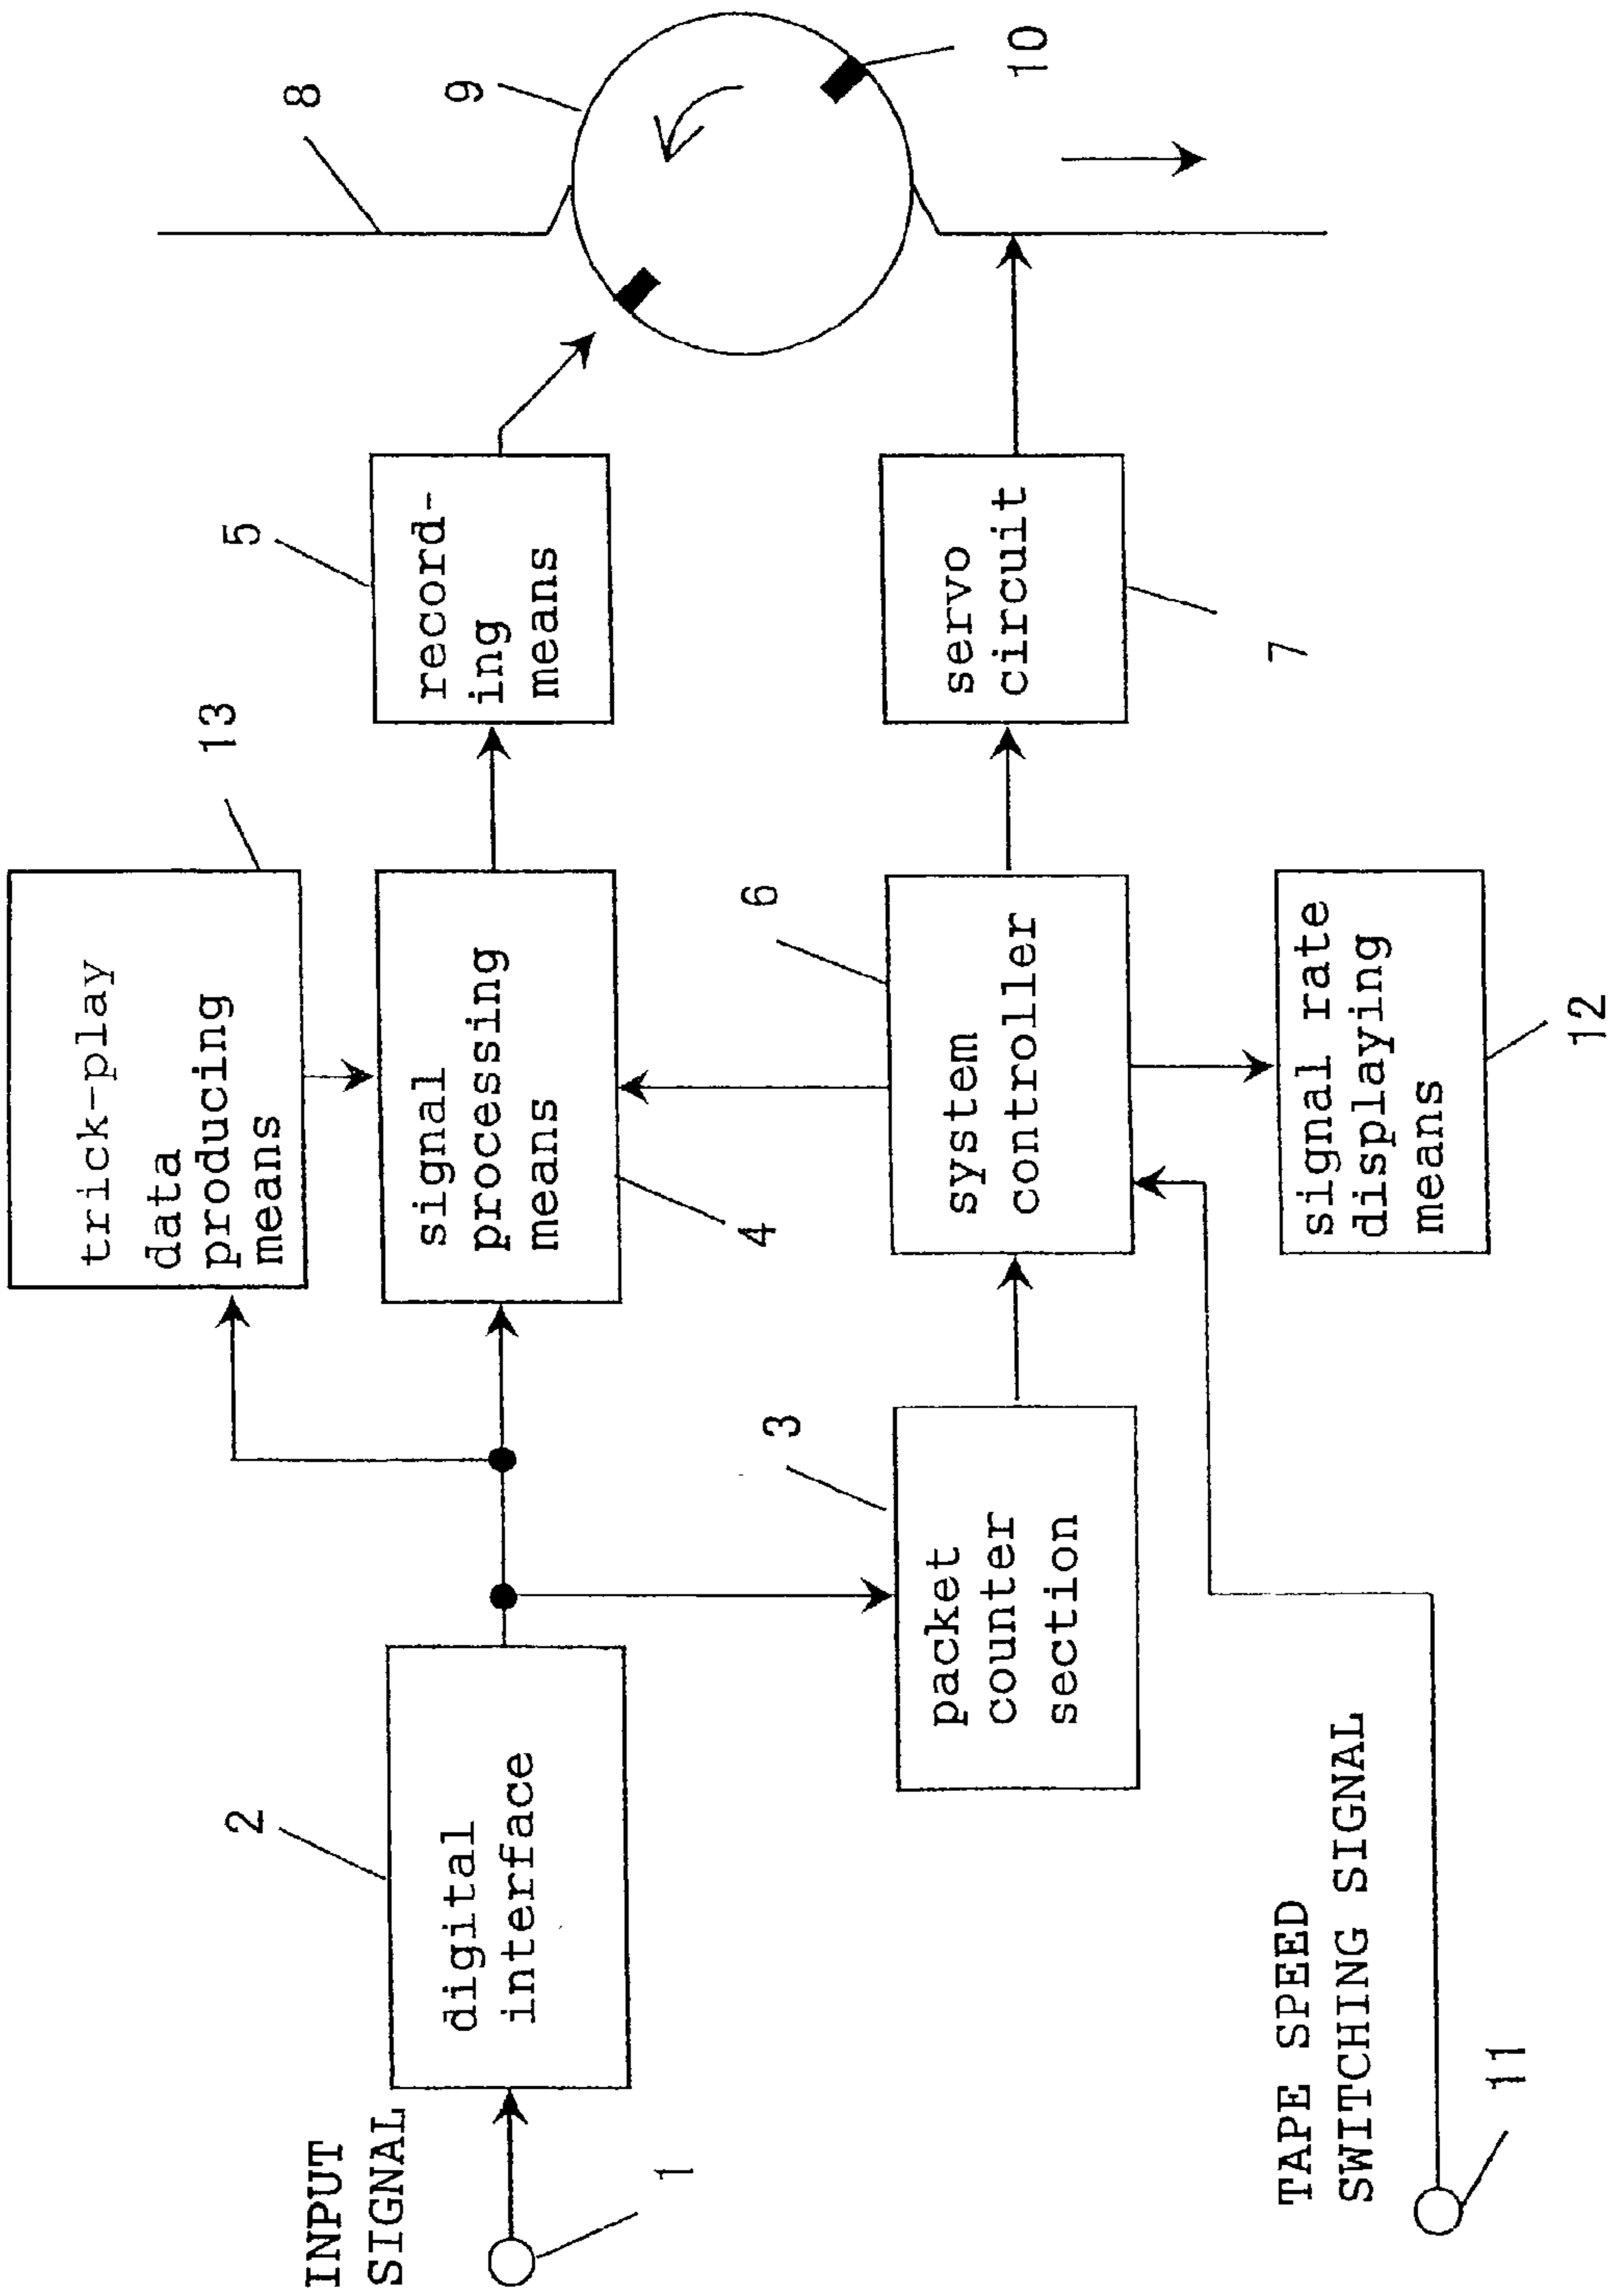 8
9
10
5
record-
ing
means
servo
circuit
7
13
trick-play
data
producing
means
signal
processing
means
4
6
system
controller
signal rate
displaying
means
12
3
packet
counter
section
2
digital
interface
INPUT
SIGNAL
1
TAPE SPEED
SWITCHING SIGNAL
11